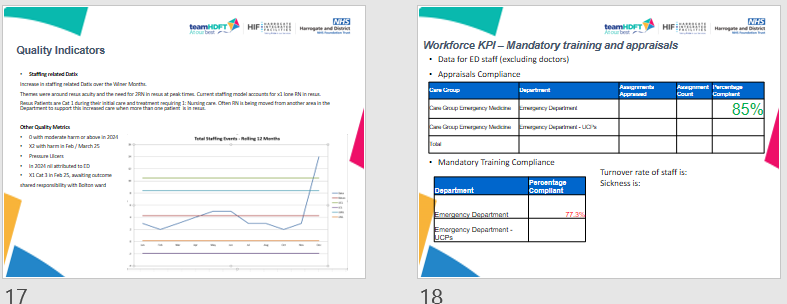 teamHDFT
At our best
HIF
HARROGATE
INTEGRATED
FACILITIES
NHS
Harrogate and District
NHS Foundation Trust
Quality Indicators
• Staffing related Datix
Increase in staffing related Datix over the Winer Months.
Themes were around resus acuity and the need for 2RN in resus at peak times. Current staffing model accounts for x1 lone RN in resus.
Resus Patients are Cat 1 during their initial care and treatment requiring 1: Nursing care. Often RN is being moved from another area in the
Department to support this increased care when more than one patient is in resus.
Other Quality Metrics
• 0 with moderate harm or above in 2024
• X2 with harm in Feb / March 25
• Pressure Ulcers
• In 2024 nil attributed to ED
• X1 Cat 3 in Feb 25, awaiting outcome
shared responsibility with Bolton ward
Total Staffing Events - Rolling 12 Months
17
teamHDFT
At our best
HIF
HARROGATE
INTEGRATED
FACILITIES
NHS
Harrogate and District
NHS Foundation Trust
Workforce KPI – Mandatory training and appraisals
• Data for ED staff (excluding doctors)
• Appraisals Compliance
Care Group Department Assignments Appraised Assignment Count Percentage Compliant
Care Group Emergency Medicine Emergency Department 85%
Care Group Emergency Medicine Emergency Department - UCPs
Total
• Mandatory Training Compliance
Turnover rate of staff is:
Sickness is:
Department Percentage Compliant
Emergency Department 77.3%
Emergency Department -
UCPs
18